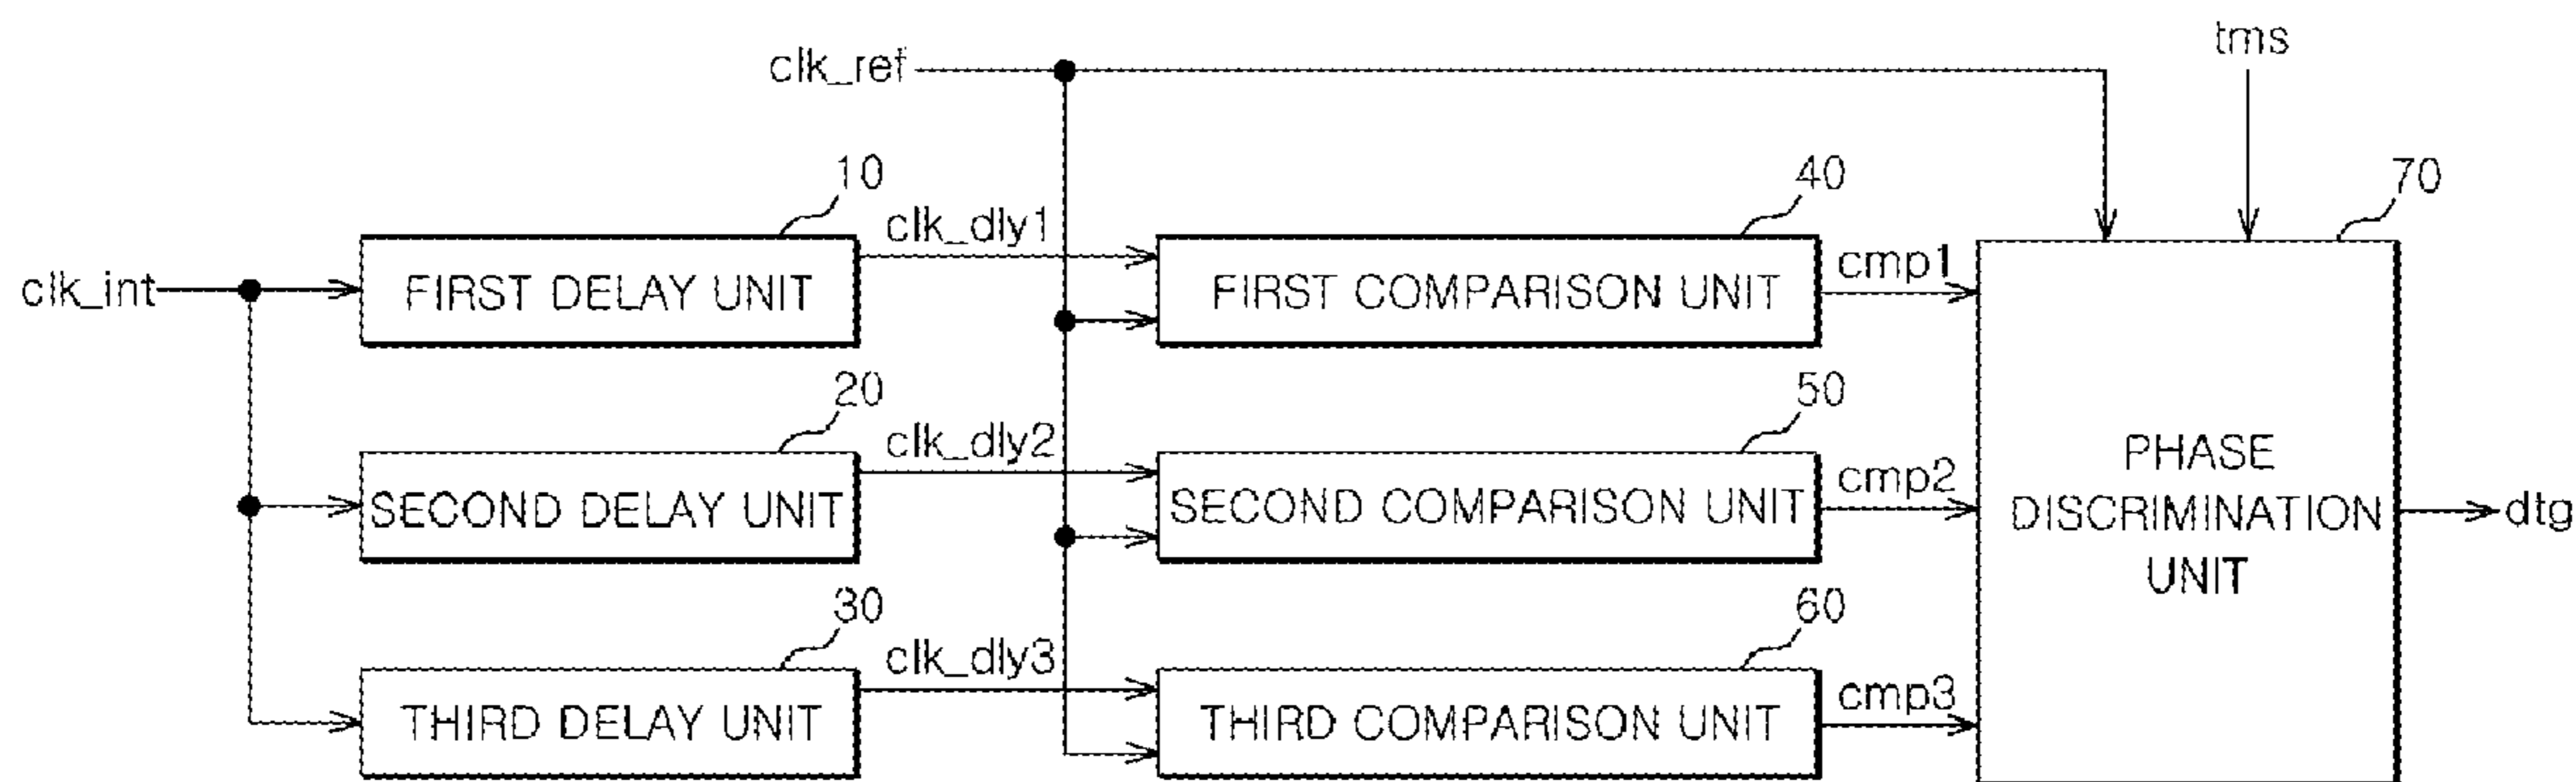 tms
clk_ref
10
40
70
clk_dly1
cmp1
clk_int
FIRST DELAY UNIT
FIRST COMPARISON UNIT
20
50
clk_dly2
cmp2
PHASE
DISCRIMINATION
UNIT
SECOND DELAY UNIT
SECOND COMPARISON UNIT
dtg
30
60
clk_dly3
cmp3
THIRD DELAY UNIT
THIRD COMPARISON UNIT